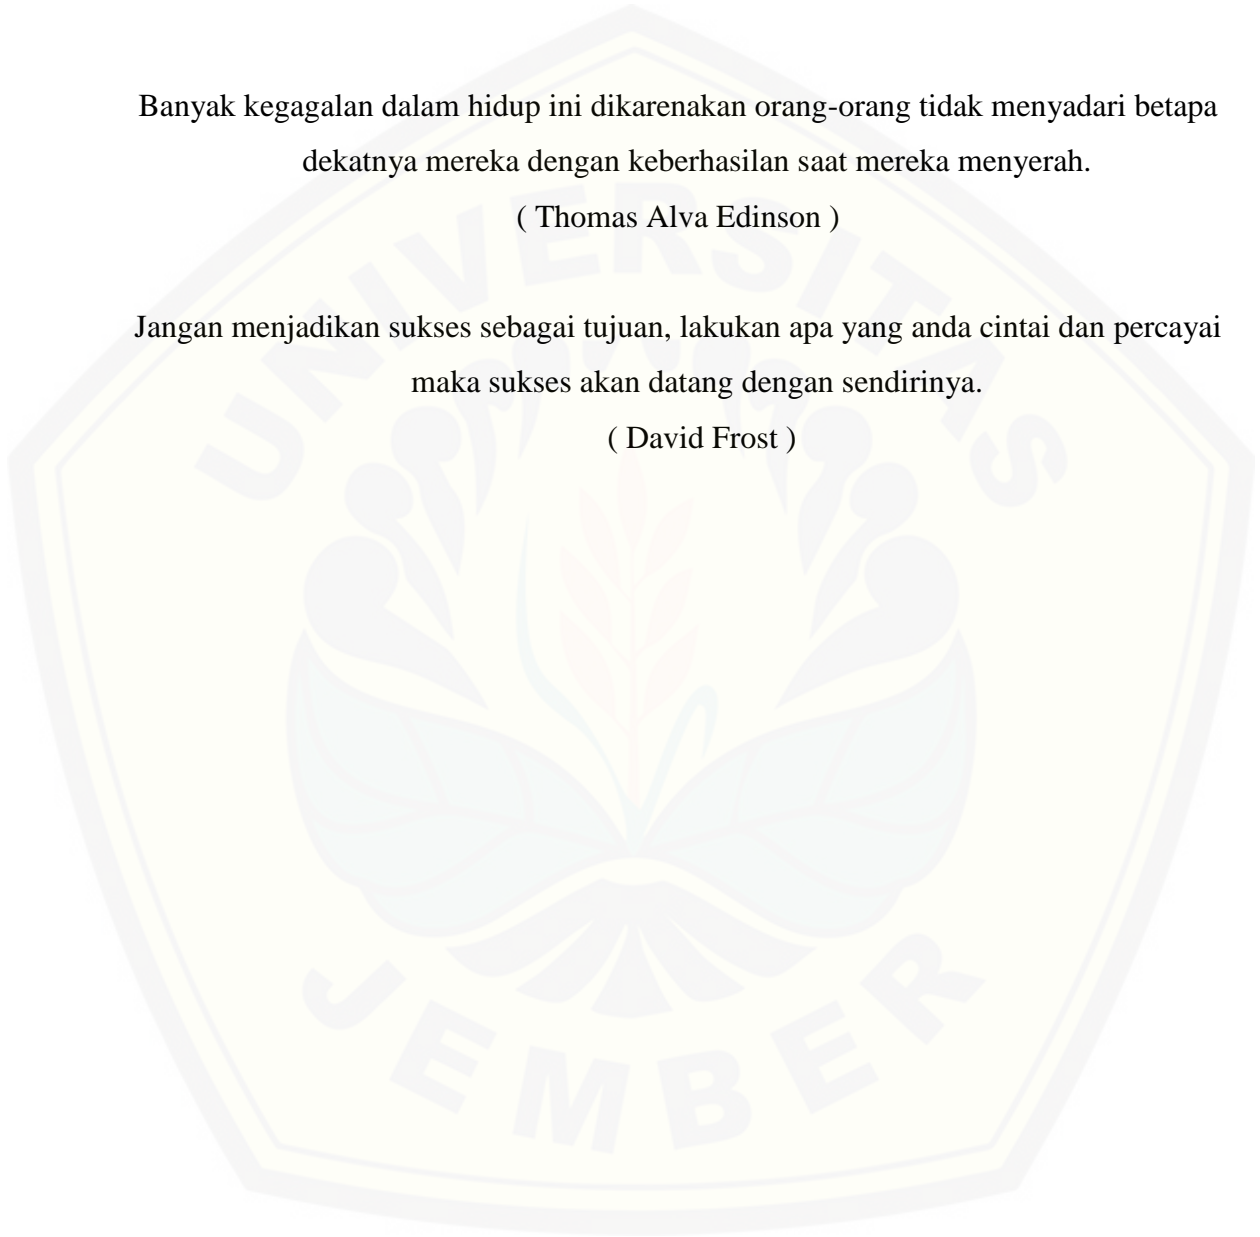 Banyak kegagalan dalam hidup ini dikarenakan orang-orang tidak menyadari betapa
dekatnya mereka dengan keberhasilan saat mereka menyerah.
( Thomas Alva Edinson )
Jangan menjadikan sukses sebagai tujuan, lakukan apa yang anda cintai dan percayai
maka sukses akan datang dengan sendirinya.
( David Frost )
UNIVERSITAS
JEMBER